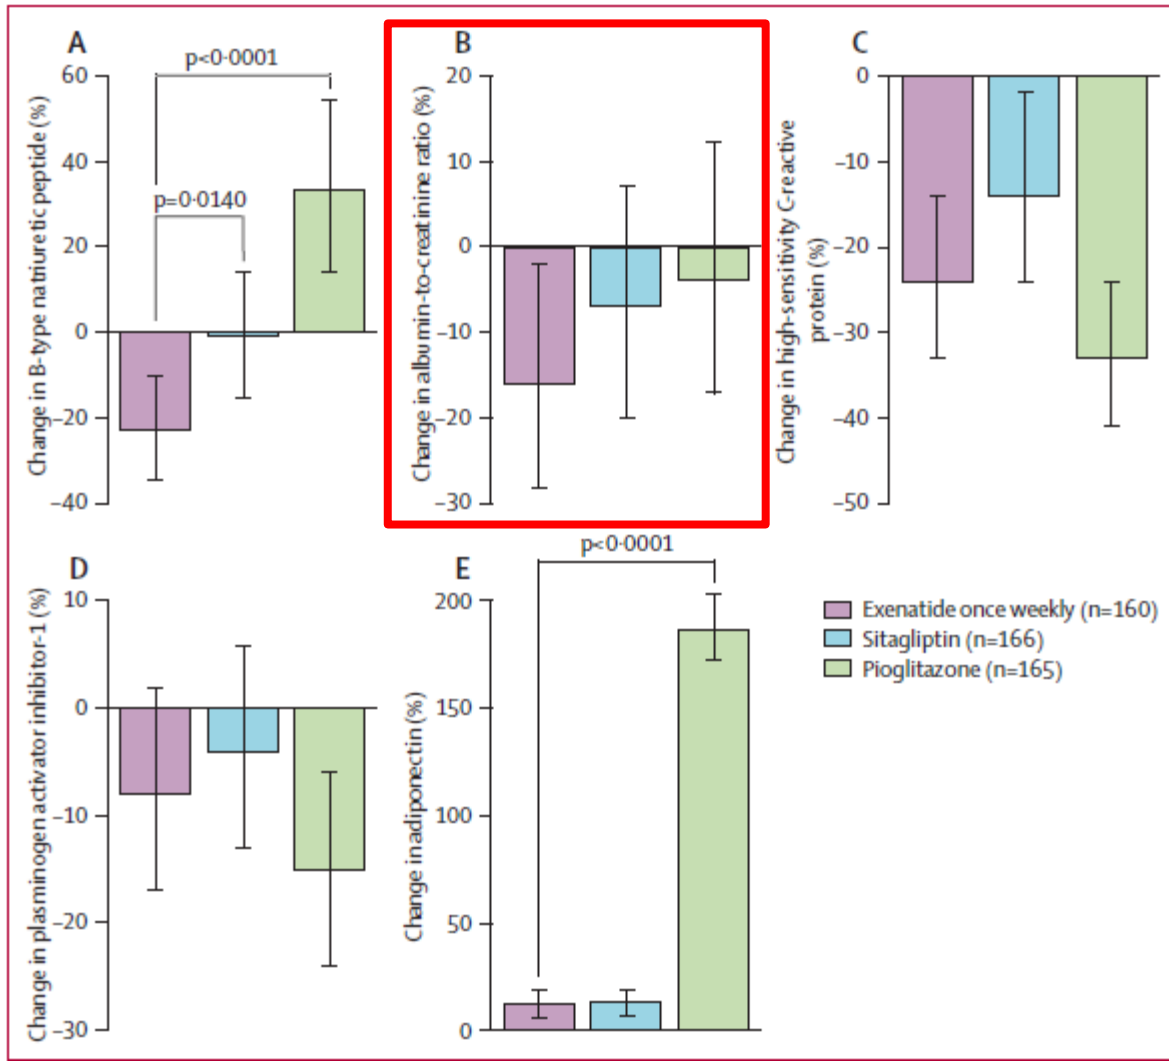 A
Change in B-type natriuretic peptide (%)
60
40
20
0
−20
−40
p<0·0001
p=0·0140
B
Change in albumin-to-creatinine ratio (%)
20
10
0
−10
−20
−30
C
Change in high-sensitivity C-reactive
protein (%)
0
−10
−20
−30
−40
−50
D
Change in plasminogen activator inhibitor-1 (%)
10
0
−10
−20
−30
E
Change in adiponectin (%)
200
150
100
50
0
p<0·0001
Exenatide once weekly (n=160)
Sitagliptin (n=166)
Pioglitazone (n=165)